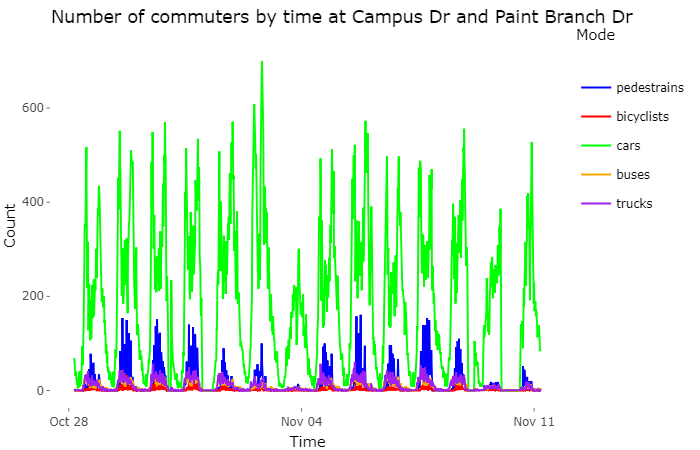 Number of commuters by time at Campus Dr and Paint Branch Dr
Mode
pedestrains
bicyclists
cars
buses
trucks
600
400
200
0
Count
Oct 28
Nov 04
Nov 11
Time